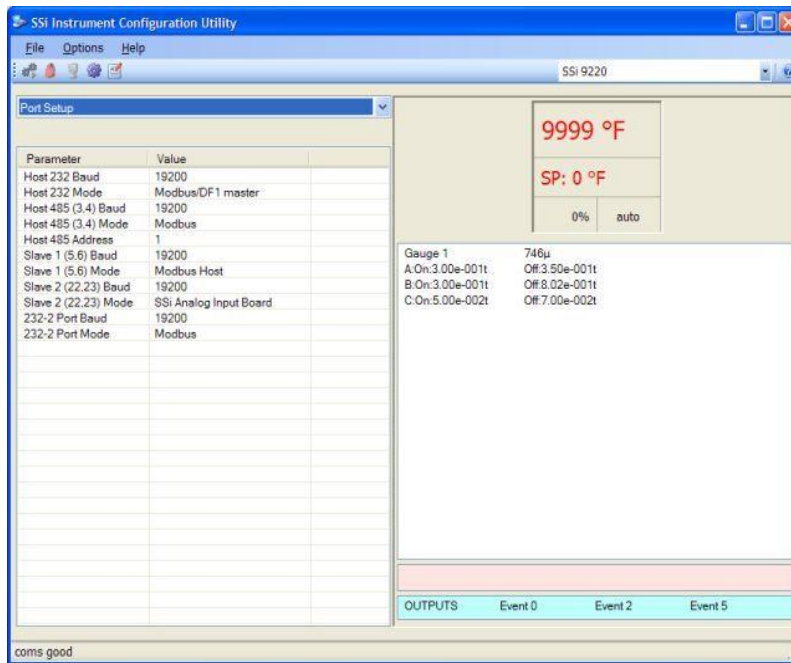 SSi Instrument Configuration Utility
File Options Help
SSi 9220
Port Setup
Parameter Value
Host 232 Baud 19200
Host 232 Mode Modbus/DF1 master
Host 485 (3.4) Baud 19200
Host 485 (3.4) Mode Modbus
Host 485 Address 1
Slave 1 (5.6) Baud 19200
Slave 1 (5.6) Mode Modbus Host
Slave 2 (22.23) Baud 19200
Slave 2 (22.23) Mode SSi Analog Input Board
232-2 Port Baud 19200
232-2 Port Mode Modbus
9999 °F
SP: 0 °F
0% auto
Gauge 1 746µ
A:On:3.00e-001t Off:3.50e-001t
B:On:3.00e-001t Off:8.02e-001t
C:On:5.00e-002t Off:7.00e-002t
OUTPUTS Event 0 Event 2 Event 5
coms good